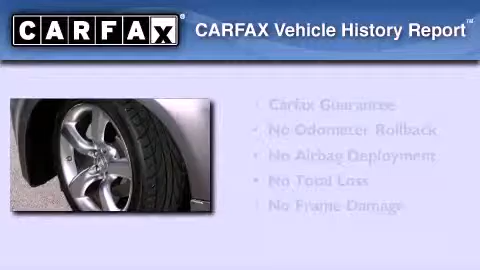 CARFAX® CARFAX Vehicle History Report™
• Carfax Guarantee
• No Odometer Rollback
• No Airbag Deployment
• No Total Loss
• No Frame Damage